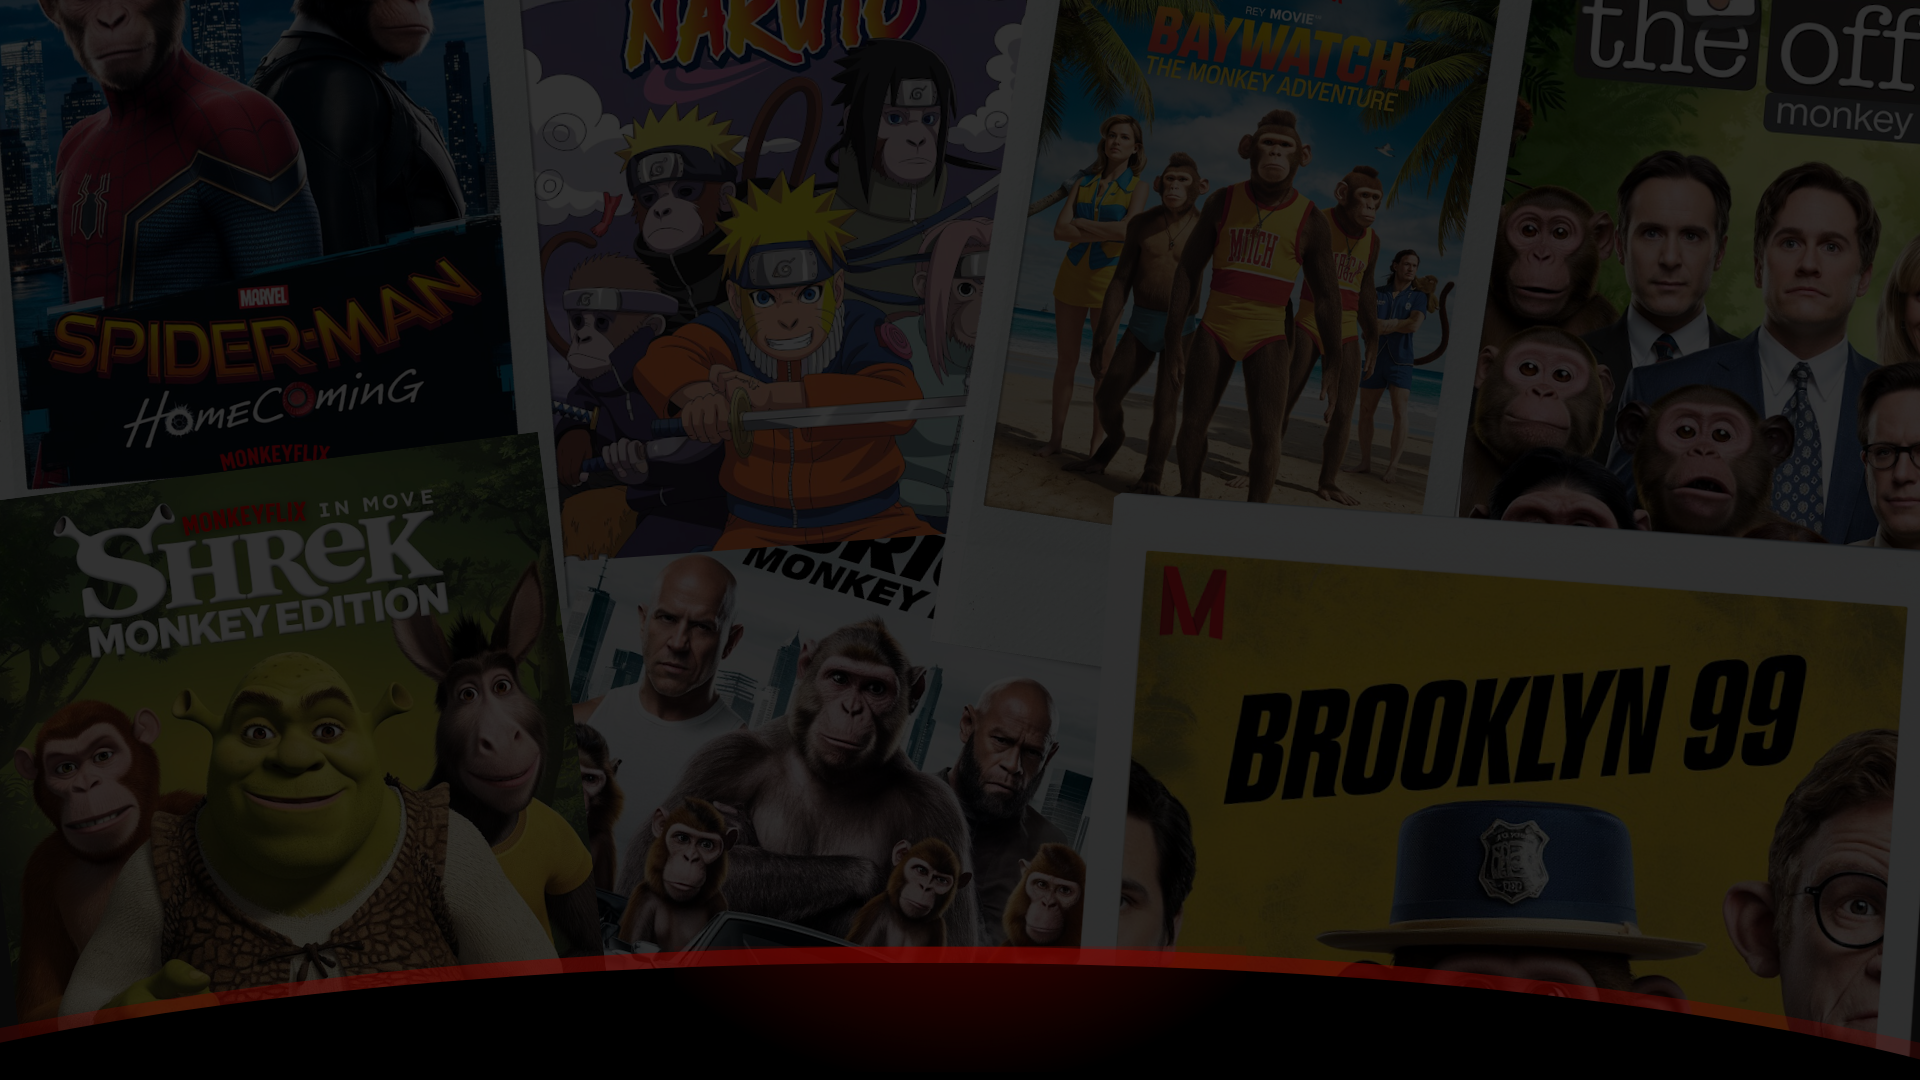 NARUTO
REY MOVIE™
BAYWATCH:
THE MONKEY ADVENTURE
MITCH
the off
monkey
MARVEL
SPIDER-MAN
HOMECOMING
MONKEYFLIX
MONKEYFLIX IN MOVE
SHREK
MONKEY EDITION
MONKEY
M
BROOKLYN 99